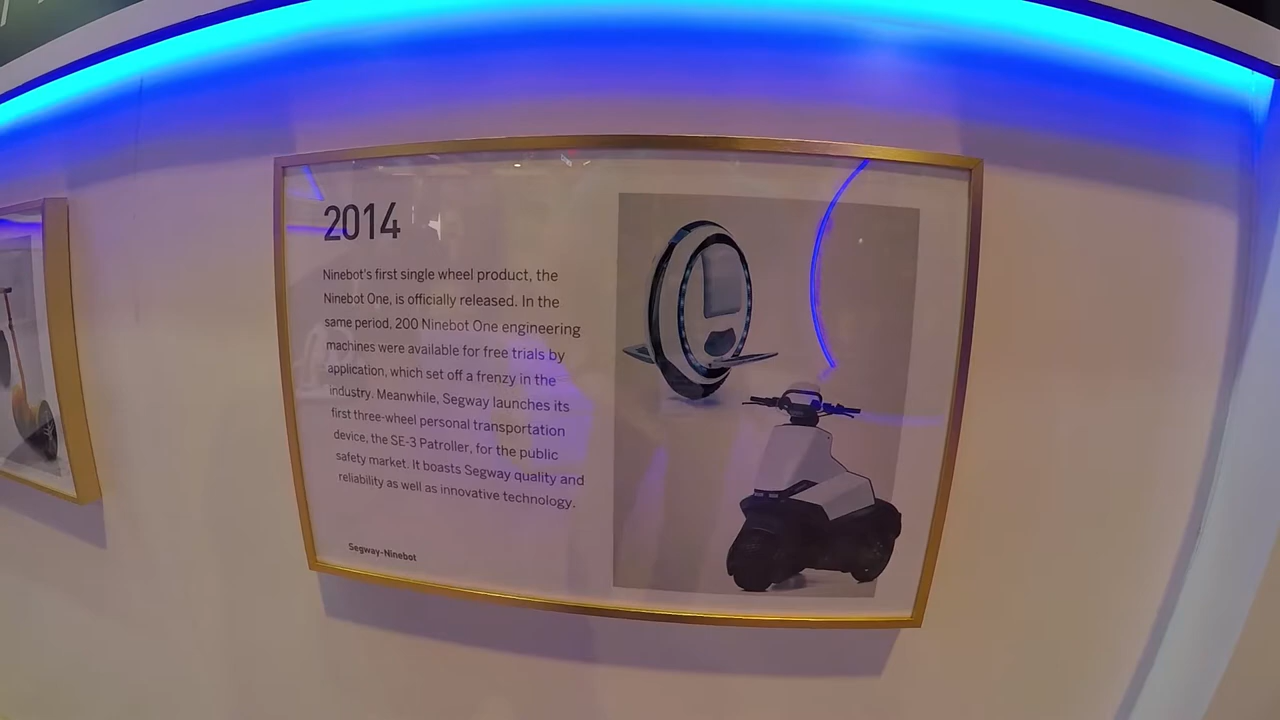 2014
Ninebot's first single wheel product, the
Ninebot One, is officially released. In the
same period, 200 Ninebot One engineering
machines were available for free trials by
application, which set off a frenzy in the
industry. Meanwhile, Segway launches its
first three-wheel personal transportation
device, the SE-3 Patroller, for the public
safety market. It boasts Segway quality and
reliability as well as innovative technology.
Segway-Ninebot